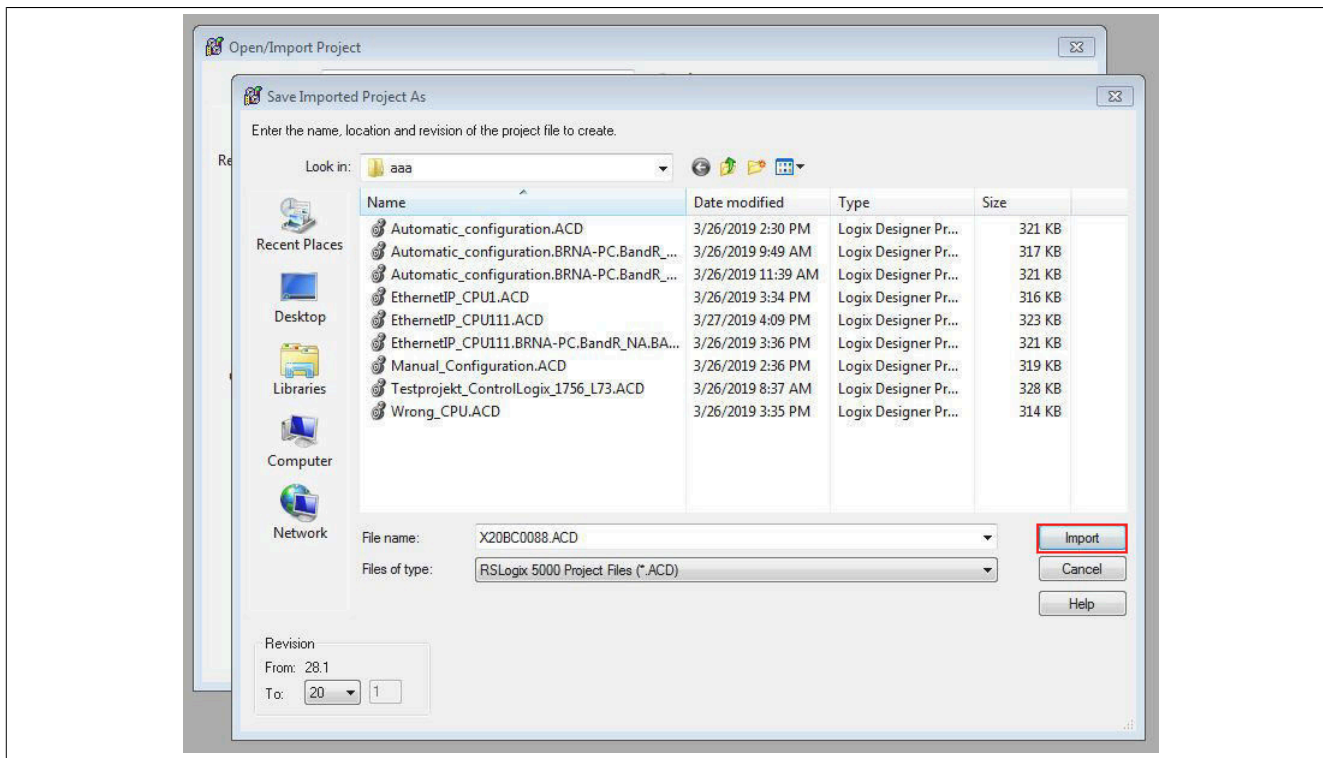 Open/Import Project
Save Imported Project As
Enter the name, location and revision of the project file to create.
Re
Look in: aaa
Name Date modified Type Size
Automatic_configuration.ACD 3/26/2019 2:30 PM Logix Designer Pr... 321 KB
Automatic_configuration.BRNA-PC.BandR_... 3/26/2019 9:49 AM Logix Designer Pr... 317 KB
Automatic_configuration.BRNA-PC.BandR_... 3/26/2019 11:39 AM Logix Designer Pr... 321 KB
EthernetIP_CPU1.ACD 3/26/2019 3:34 PM Logix Designer Pr... 316 KB
EthernetIP_CPU111.ACD 3/27/2019 4:09 PM Logix Designer Pr... 323 KB
EthernetIP_CPU111.BRNA-PC.BandR_NA.BA... 3/26/2019 3:36 PM Logix Designer Pr... 321 KB
Manual_Configuration.ACD 3/26/2019 2:36 PM Logix Designer Pr... 319 KB
Testprojekt_ControlLogix_1756_L73.ACD 3/26/2019 8:37 AM Logix Designer Pr... 328 KB
Wrong_CPU.ACD 3/26/2019 3:35 PM Logix Designer Pr... 314 KB
Recent Places
Desktop
Libraries
Computer
Network
File name: X20BC0088.ACD Import
Files of type: RSLogix 5000 Project Files (*.ACD) Cancel
Help
Revision
From: 28.1
To: 20 1